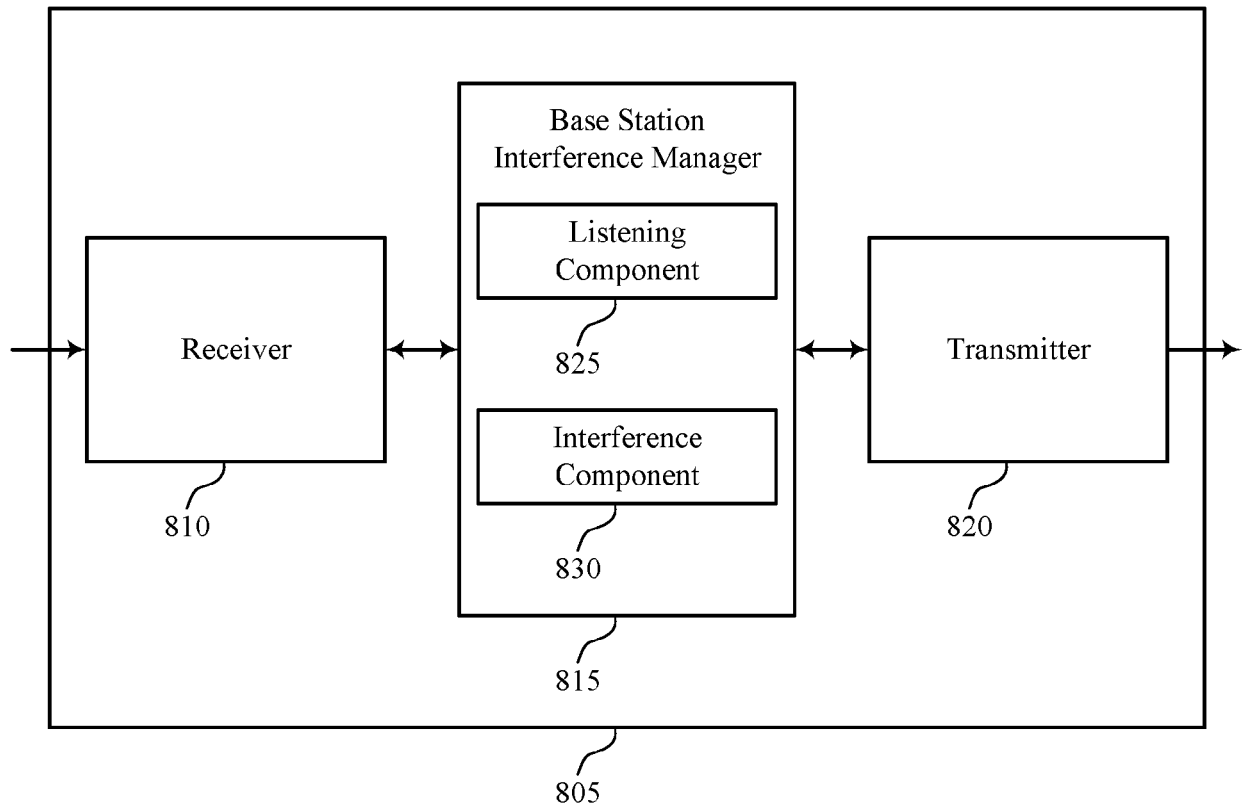 Base Station
Interference Manager
Listening
Component
825
Receiver
810
Transmitter
820
Interference
Component
830
815
805